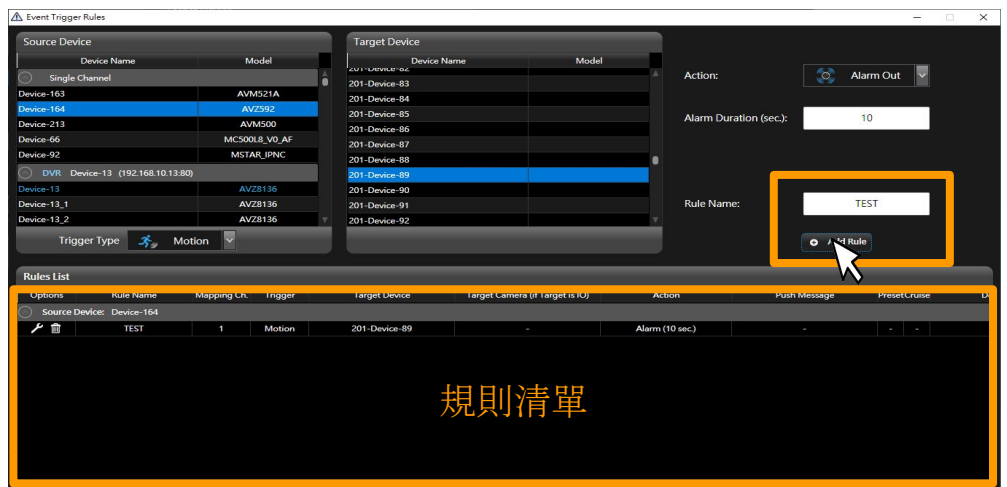 Event Trigger Rules
Source Device
Device Name Model
Single Channel
Device-163 AVM521A
Device-164 AVZ592
Device-213 AVM500
Device-66 MC500L8_V0_AF
Device-92 MSTAR_IPNC
DVR Device-13 (192.168.10.13:80)
Device-13 AVZ8136
Device-13_1 AVZ8136
Device-13_2 AVZ8136
Trigger Type Motion
Target Device
Device Name Model
201-Device-82
201-Device-83
201-Device-84
201-Device-85
201-Device-86
201-Device-87
201-Device-88
201-Device-89
201-Device-90
201-Device-91
201-Device-92
Action: Alarm Out
Alarm Duration (sec.): 10
Rule Name: TEST
Add Rule
Rules List
Options Rule Name Mapping Ch. Trigger Target Device Target Camera (if Target is IO) Action Push Message Preset Cruise
Source Device: Device-164
TEST 1 Motion 201-Device-89 - Alarm (10 sec.) - - -
規則清單